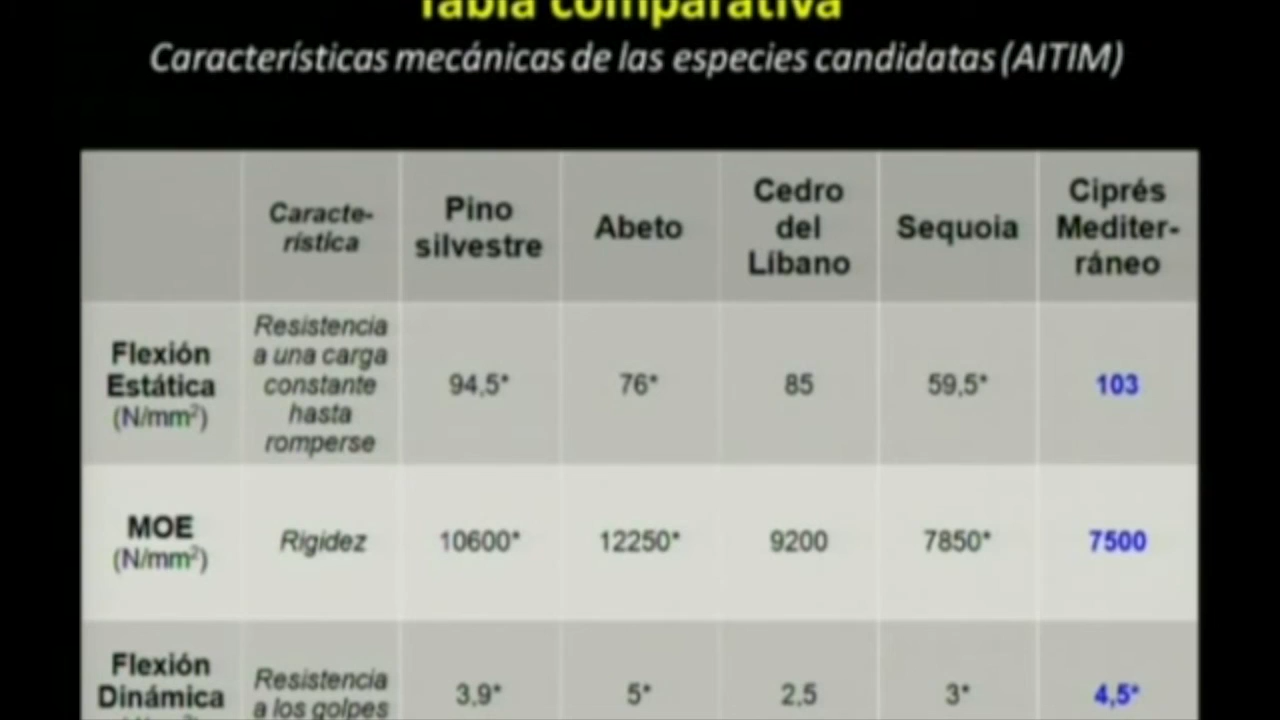 Tabla comparativa
Características mecánicas de las especies candidatas (AITIM)
Caracte-
rística
Pino
silvestre
Abeto
Cedro
del
Líbano
Sequoia
Ciprés
Mediter-
ráneo
Flexión
Estática
(N/mm²)
Resistencia
a una carga
constante
hasta
romperse
94,5*
76*
85
59,5*
103
MOE
(N/mm²)
Rigidez
10600*
12250*
9200
7850*
7500
Flexión
Dinámica
Resistencia
a los golpes
3,9*
5*
2,5
3*
4,5*